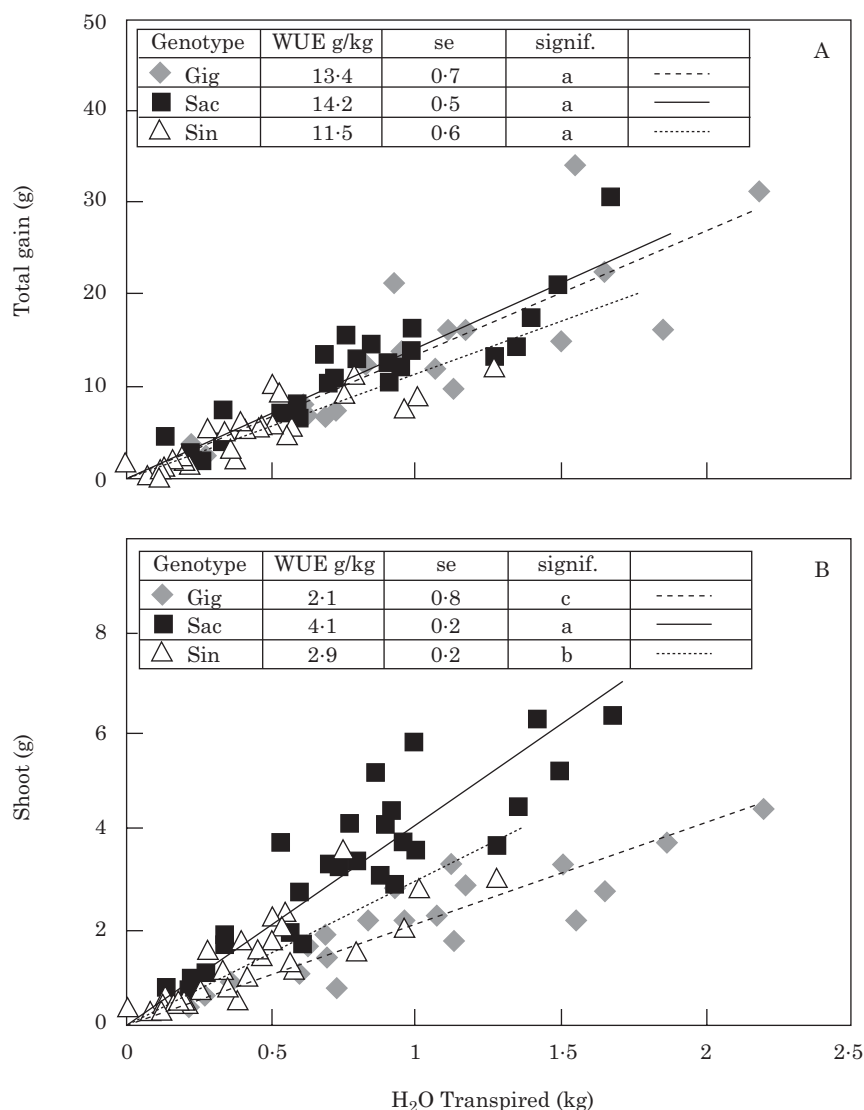 50
40
30
20
10
0
Total gain (g)
A
Genotype WUE g/kg se signif.
Gig 13·4 0·7 a
Sac 14·2 0·5 a
Sin 11·5 0·6 a
B
Genotype WUE g/kg se signif.
Gig 2·1 0·8 c
Sac 4·1 0·2 a
Sin 2·9 0·2 b
8
6
4
2
0
Shoot (g)
0 0·5 1 1·5 2 2·5
H₂O Transpired (kg)